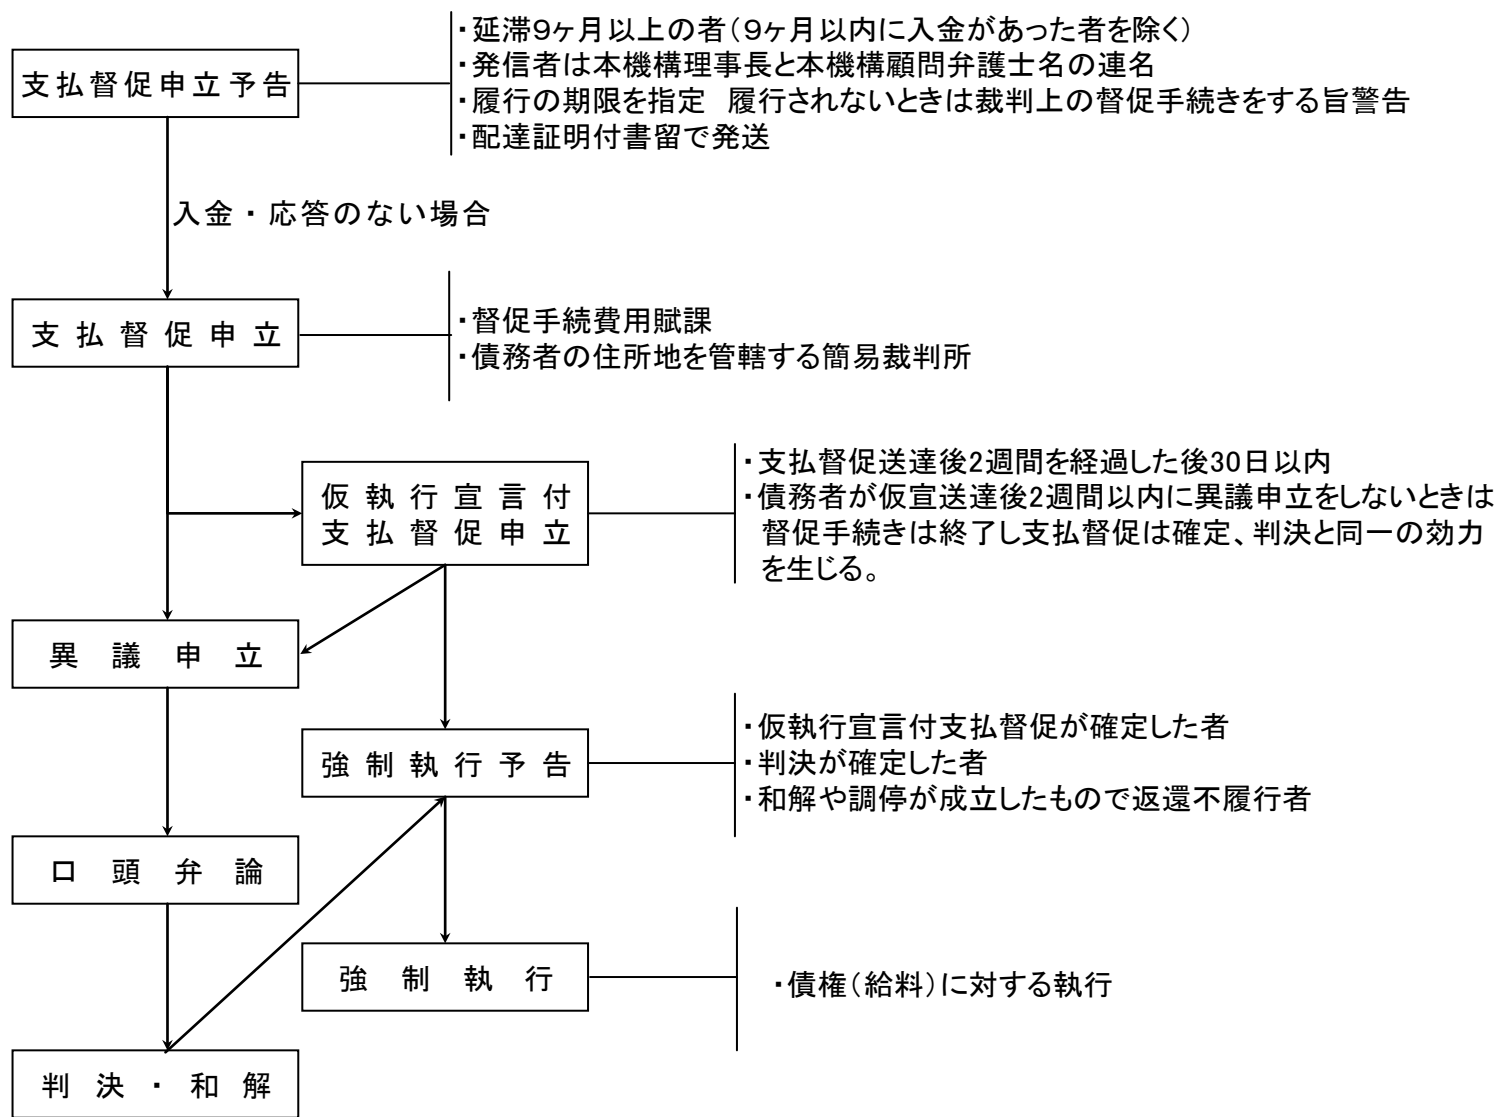 支払督促申立予告
・延滞9ヶ月以上の者(9ヶ月以内に入金があった者を除く)
・発信者は本機構理事長と本機構顧問弁護士名の連名
・履行の期限を指定　履行されないときは裁判上の督促手続きをする旨警告
・配達証明付書留で発送
入金・応答のない場合
支払督促申立
・督促手続費用賦課
・債務者の住所地を管轄する簡易裁判所
仮執行宣言付
支払督促申立
・支払督促送達後2週間を経過した後30日以内
・債務者が仮宣送達後2週間以内に異議申立をしないときは
督促手続きは終了し支払督促は確定、判決と同一の効力
を生じる。
異議申立
強制執行予告
・仮執行宣言付支払督促が確定した者
・判決が確定した者
・和解や調停が成立したもので返還不履行者
口頭弁論
強制執行
・債権(給料)に対する執行
判決・和解